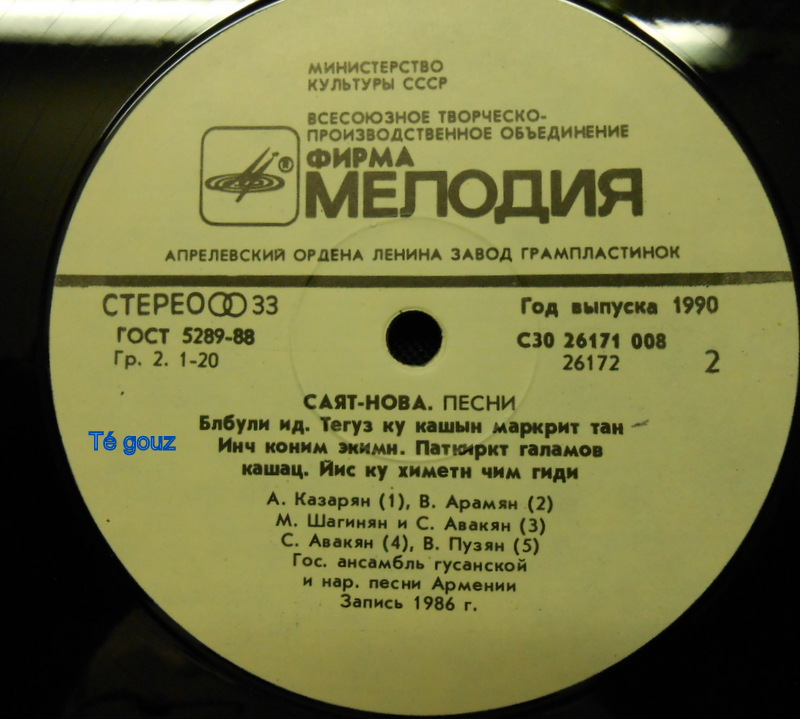 МИНИСТЕРСТВО
КУЛЬТУРЫ СССР
ВСЕСОЮЗНОЕ ТВОРЧЕСКО-
ПРОИЗВОДСТВЕННОЕ ОБЪЕДИНЕНИЕ
®
ФИРМА
МЕЛОДИЯ
АПРЕЛЕВСКИЙ ОРДЕНА ЛЕНИНА ЗАВОД ГРАМПЛАСТИНОК
СТЕРЕО 33
Год выпуска 1990
ГОСТ 5289-88
С30 26171 008
Гр. 2. 1-20
26172
2
САЯТ-НОВА. ПЕСНИ
Блбули ид. Тегуз ку кашын маркрит тан
Té gouz
Инч коним экимн. Паткиркт галамов
кашац. Йис ку химетн чим гиди
А. Казарян (1), В. Арамян (2)
М. Шагинян и С. Авакян (3)
С. Авакян (4), В. Пузян (5)
Гос. ансамбль гусанской
и нар. песни Армении
Запись 1986 г.